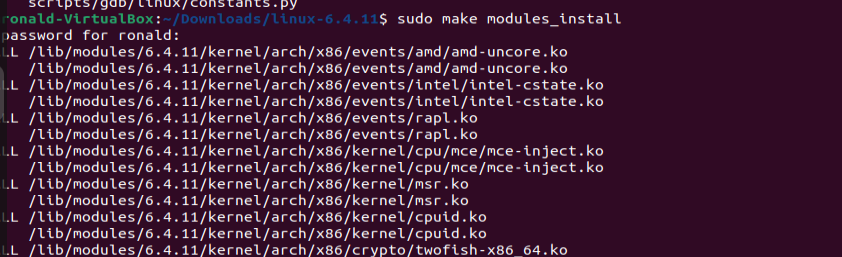 scripts/gdb/linux/constants.py
ronald-VirtualBox:~/Downloads/linux-6.4.11$ sudo make modules_install
password for ronald:
LL /lib/modules/6.4.11/kernel/arch/x86/events/amd/amd-uncore.ko
/lib/modules/6.4.11/kernel/arch/x86/events/amd/amd-uncore.ko
LL /lib/modules/6.4.11/kernel/arch/x86/events/intel/intel-cstate.ko
/lib/modules/6.4.11/kernel/arch/x86/events/intel/intel-cstate.ko
LL /lib/modules/6.4.11/kernel/arch/x86/events/rapl.ko
/lib/modules/6.4.11/kernel/arch/x86/events/rapl.ko
LL /lib/modules/6.4.11/kernel/arch/x86/kernel/cpu/mce/mce-inject.ko
/lib/modules/6.4.11/kernel/arch/x86/kernel/cpu/mce/mce-inject.ko
LL /lib/modules/6.4.11/kernel/arch/x86/kernel/msr.ko
/lib/modules/6.4.11/kernel/arch/x86/kernel/msr.ko
LL /lib/modules/6.4.11/kernel/arch/x86/kernel/cpuid.ko
/lib/modules/6.4.11/kernel/arch/x86/kernel/cpuid.ko
LL /lib/modules/6.4.11/kernel/arch/x86/crypto/twofish-x86_64.ko